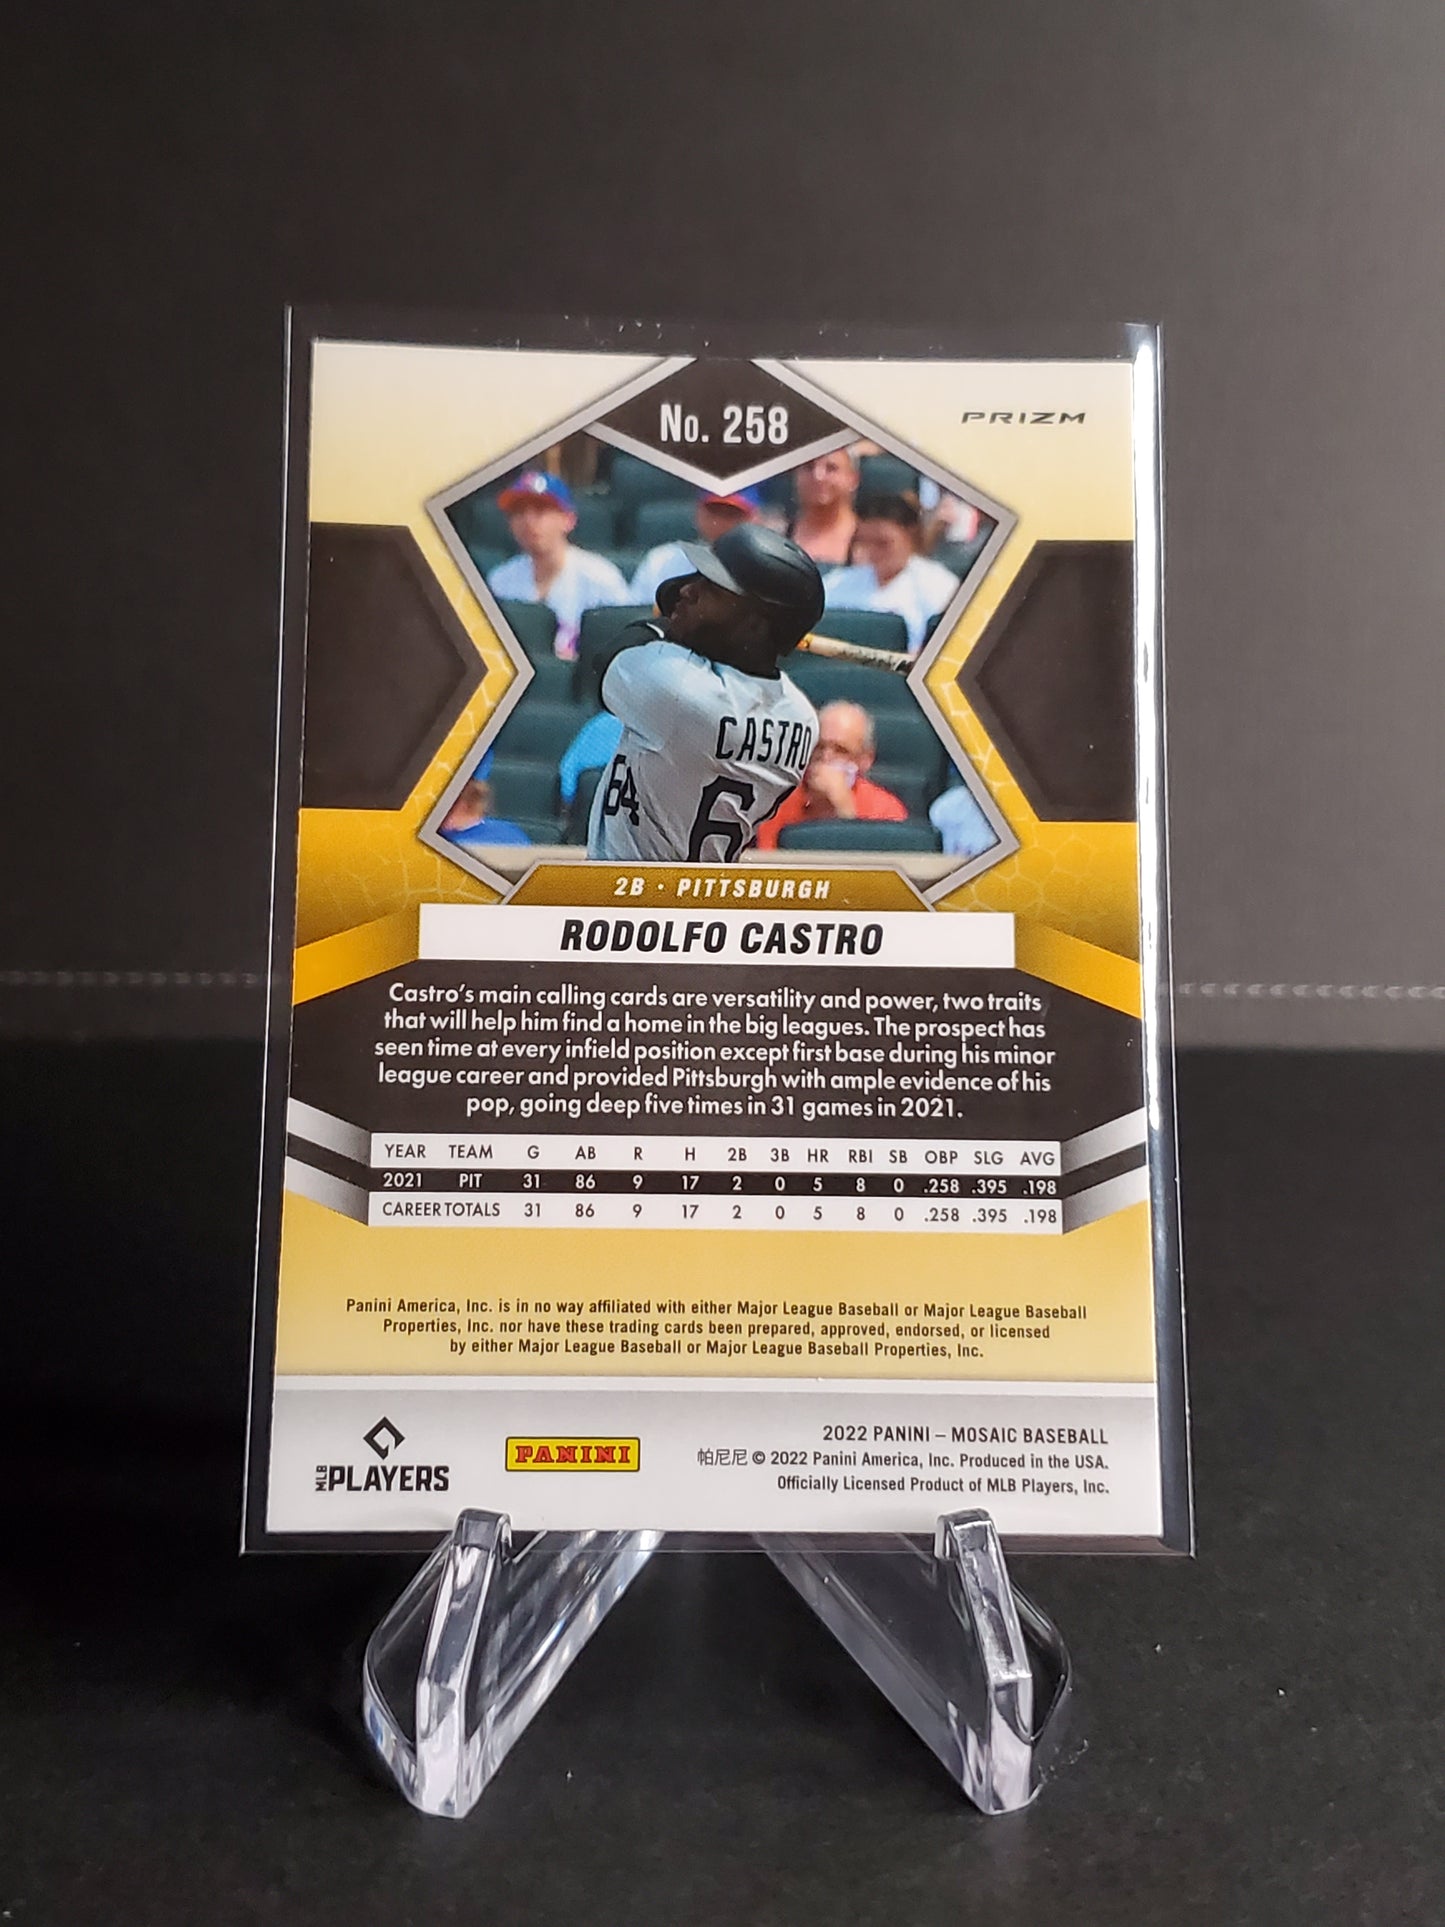 No. 258
PRIZM
CASTRO
64
64
2B · PITTSBURGH
RODOLFO CASTRO
Castro's main calling cards are versatility and power, two traits
that will help him find a home in the big leagues. The prospect has
seen time at every infield position except first base during his minor
league career and provided Pittsburgh with ample evidence of his
pop, going deep five times in 31 games in 2021.
YEAR TEAM G AB R H 2B 3B HR RBI SB OBP SLG AVG
2021 PIT 31 86 9 17 2 0 5 8 0 .258 .395 .198
CAREER TOTALS 31 86 9 17 2 0 5 8 0 .258 .395 .198
Panini America, Inc. is in no way affiliated with either Major League Baseball or Major League Baseball
Properties, Inc. nor have these trading cards been prepared, approved, endorsed, or licensed
by either Major League Baseball or Major League Baseball Properties, Inc.
MLB PLAYERS
PANINI
2022 PANINI – MOSAIC BASEBALL
帕尼尼 © 2022 Panini America, Inc. Produced in the USA.
Officially Licensed Product of MLB Players, Inc.